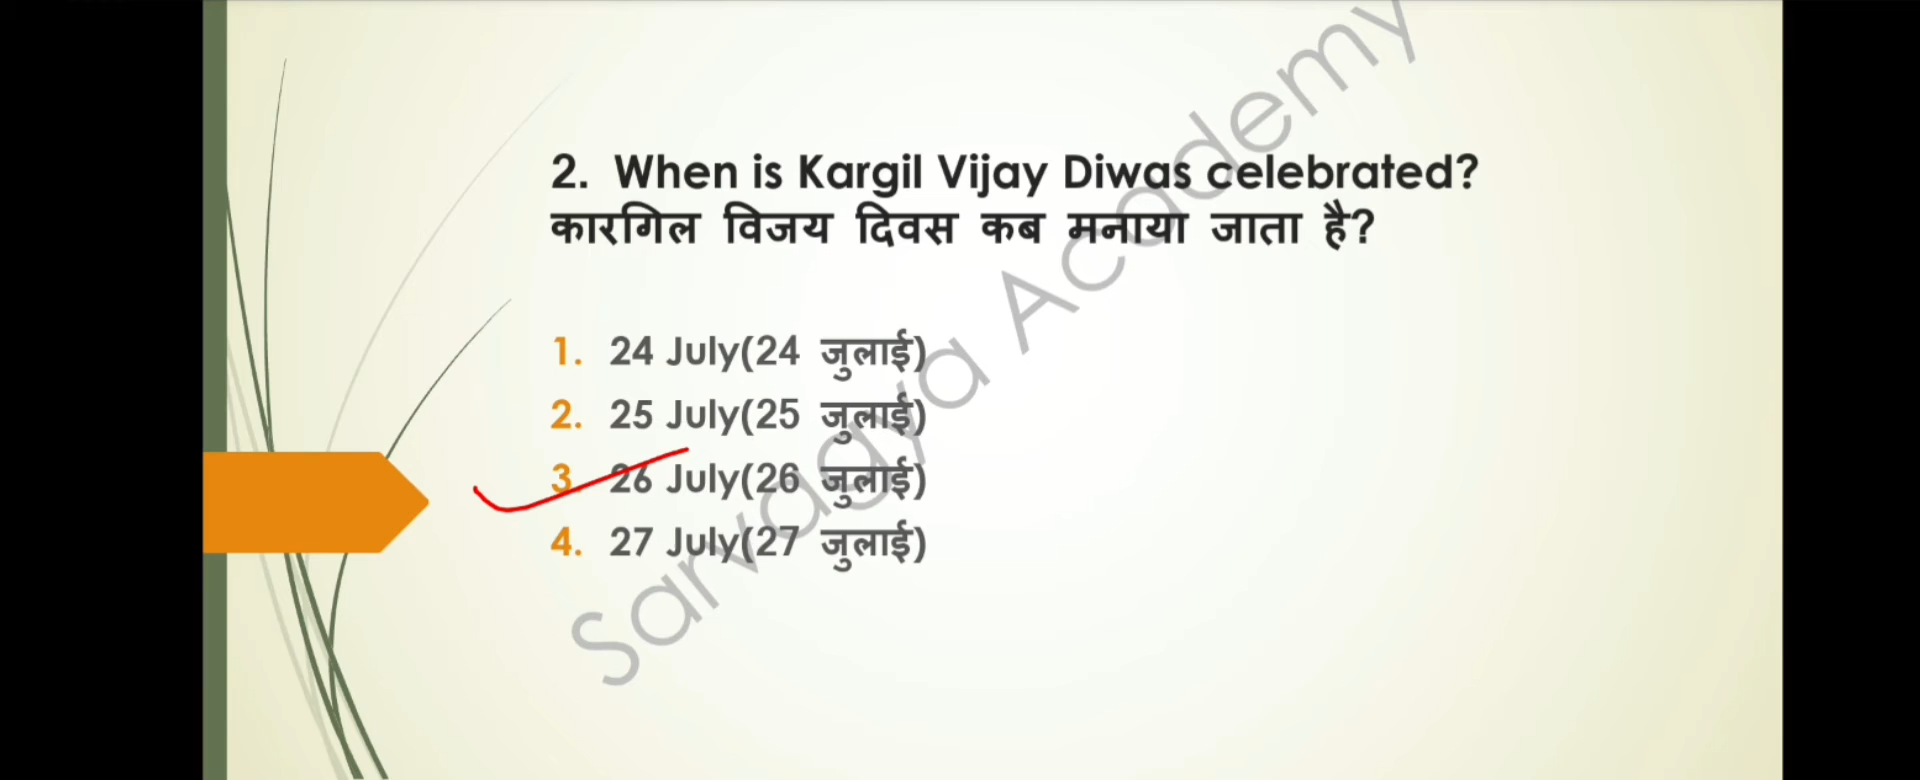 2. When is Kargil Vijay Diwas celebrated?
कारगिल विजय दिवस कब मनाया जाता है?
1. 24 July(24 जुलाई)
2. 25 July(25 जुलाई)
3. 26 July(26 जुलाई)
4. 27 July(27 जुलाई)
Sarvagya Academy